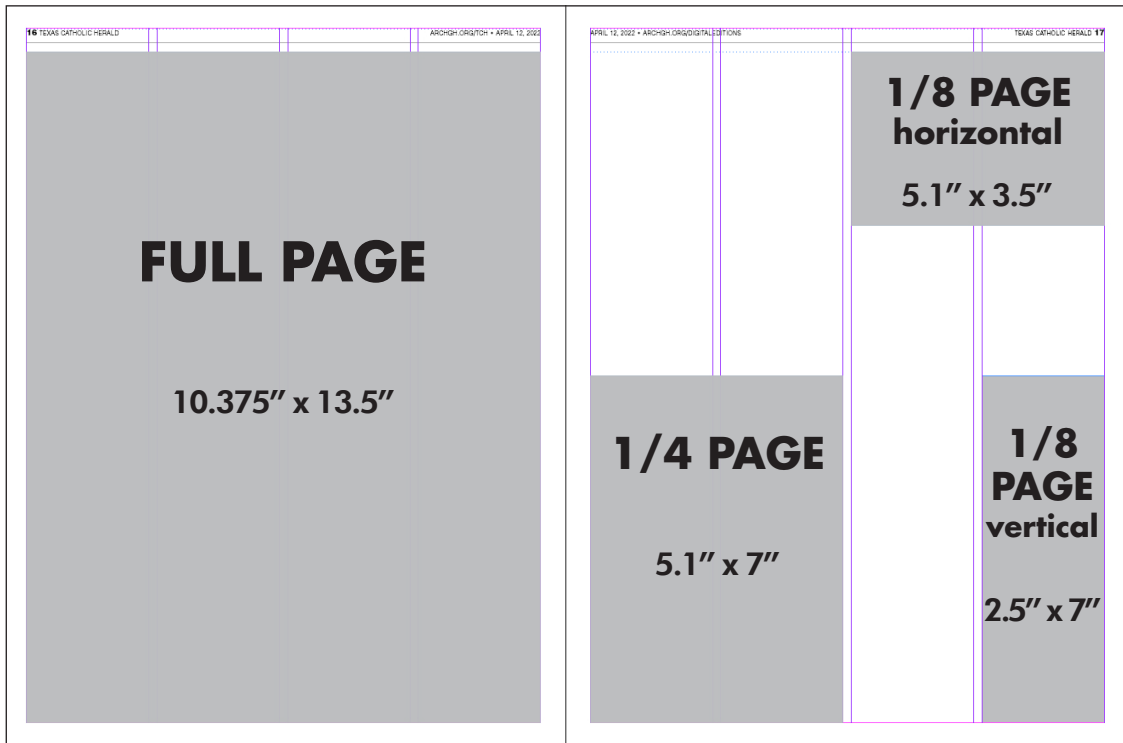 16 TEXAS CATHOLIC HERALD
ARCHGH.ORG/TCH • APRIL 12, 2022
FULL PAGE
10.375” x 13.5”
APRIL 12, 2022 • ARCHGH.ORG/DIGITALEDITIONS
TEXAS CATHOLIC HERALD 17
1/8 PAGE
horizontal
5.1” x 3.5”
1/4 PAGE
5.1” x 7”
1/8
PAGE
vertical
2.5” x 7”